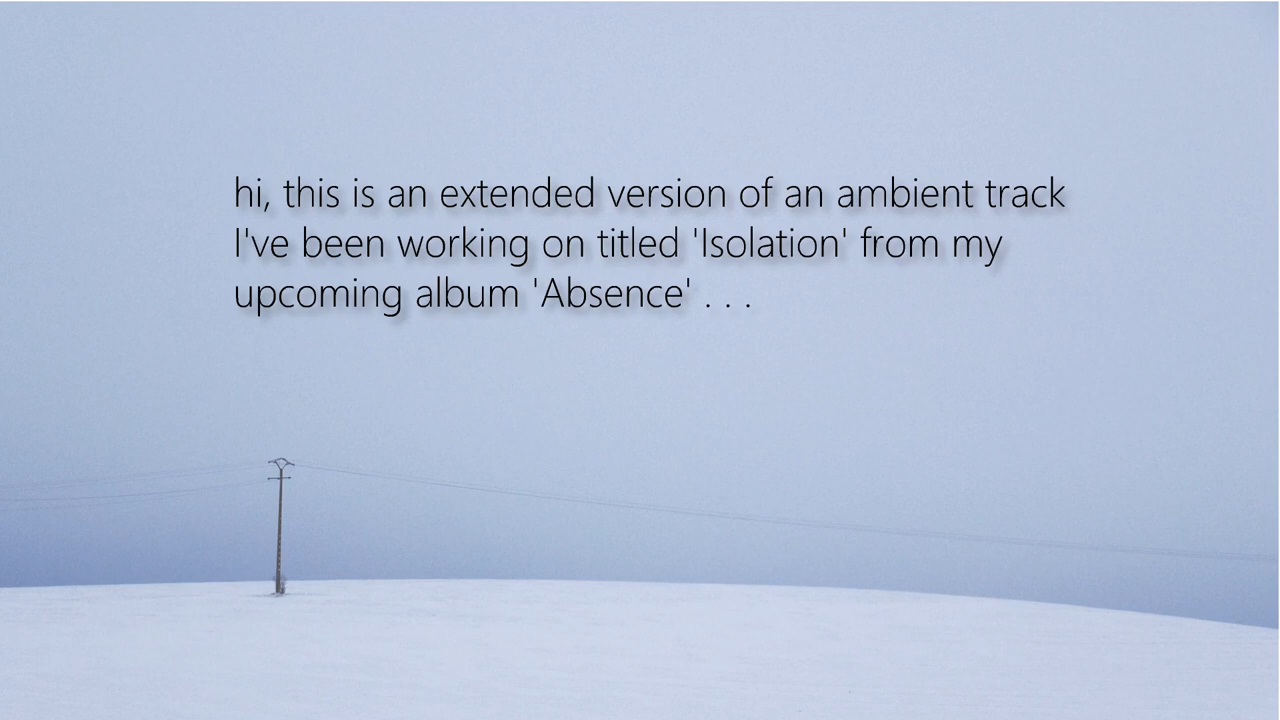 hi, this is an extended version of an ambient track
I've been working on titled 'Isolation' from my
upcoming album 'Absence' . . .